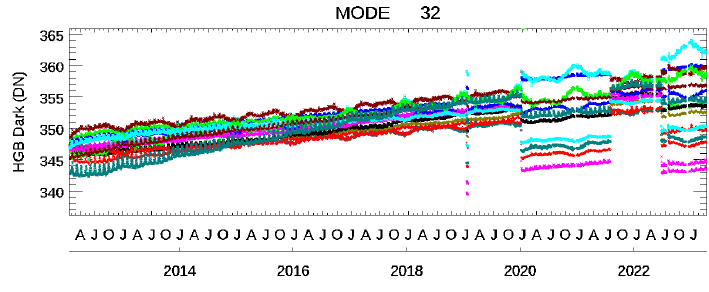 MODE 32
365
360
355
350
345
340
HGB Dark (DN)
A J O J A J O J A J O J A J O J A J O J A J O J A J O J A J O J A J O J A J O J A J O J
2014 2016 2018 2020 2022